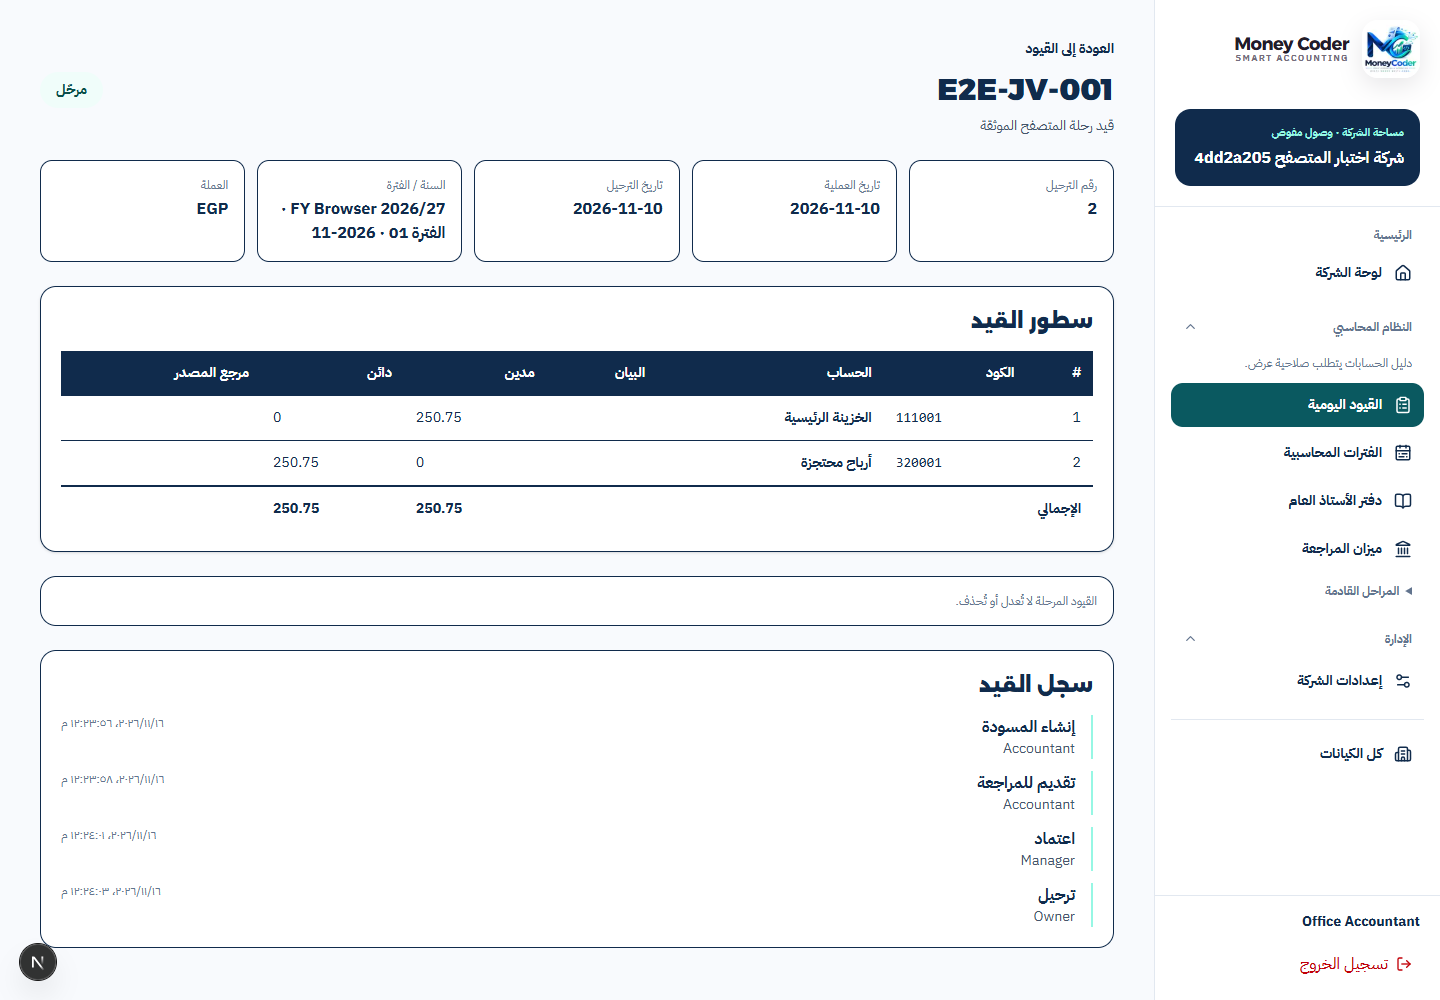 Money Coder
SMART ACCOUNTING
MoneyCoder
مساحة الشركة · وصول مفوض
شركة اختبار المتصفح 4dd2a205
الرئيسية
لوحة الشركة
النظام المحاسبي
دليل الحسابات يتطلب صلاحية عرض.
القيود اليومية
الفترات المحاسبية
دفتر الأستاذ العام
ميزان المراجعة
المراحل القادمة
الإدارة
إعدادات الشركة
كل الكيانات
Office Accountant
تسجيل الخروج
العودة إلى القيود
E2E-JV-001
مرحّل
قيد رحلة المتصفح الموثقة
رقم الترحيل
2
تاريخ العملية
2026-11-10
تاريخ الترحيل
2026-11-10
السنة / الفترة
FY Browser 2026/27 ·
الفترة 01 · 2026-11
العملة
EGP
سطور القيد
# الكود الحساب البيان مدين دائن مرجع المصدر
1 111001 الخزينة الرئيسية 250.75 0
2 320001 أرباح محتجزة 0 250.75
الإجمالي 250.75 250.75
القيود المرحلة لا تُعدل أو تُحذف.
سجل القيد
إنشاء المسودة
Accountant
١٦‏/١١‏/٢٠٢٦، ١٢:٢٣:٥٦ م
تقديم للمراجعة
Accountant
١٦‏/١١‏/٢٠٢٦، ١٢:٢٣:٥٨ م
اعتماد
Manager
١٦‏/١١‏/٢٠٢٦، ١٢:٢٤:٠١ م
ترحيل
Owner
١٦‏/١١‏/٢٠٢٦، ١٢:٢٤:٠٣ م
N